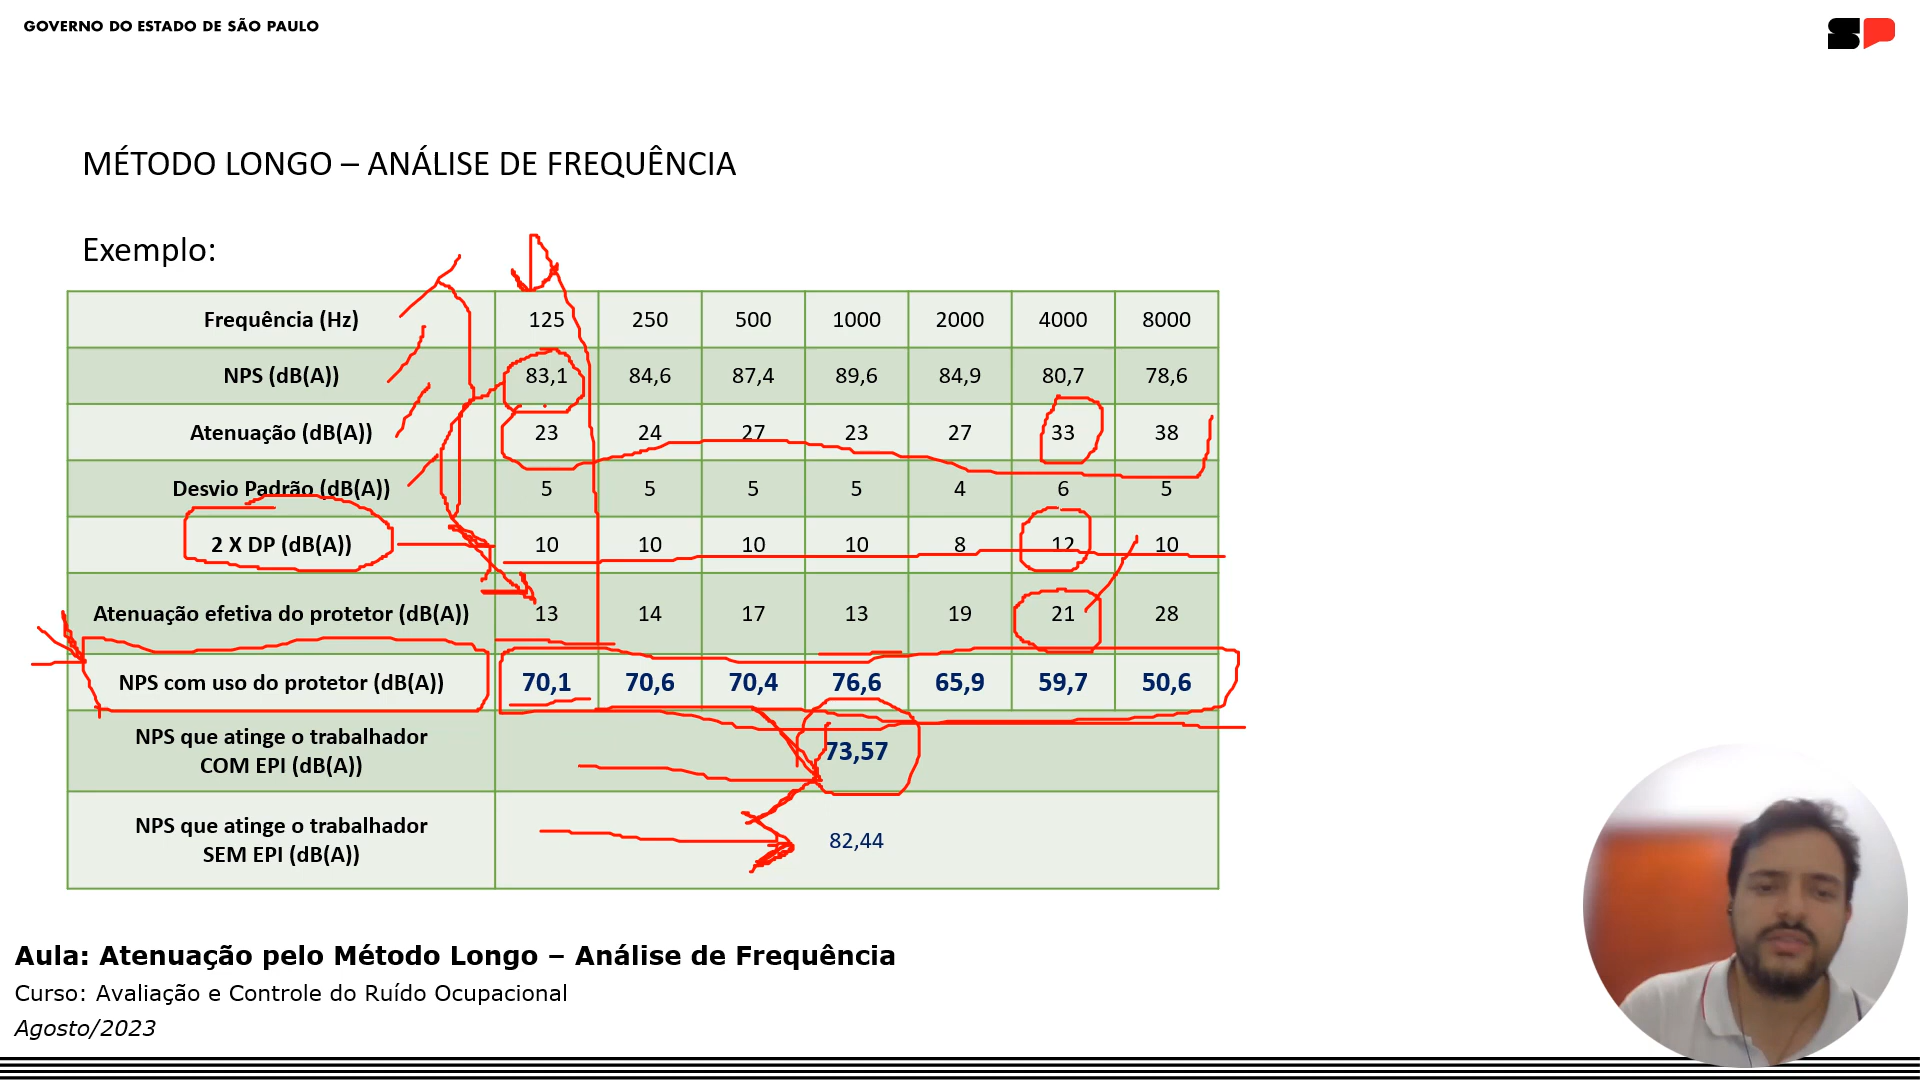 GOVERNO DO ESTADO DE SÃO PAULO
SP
MÉTODO LONGO – ANÁLISE DE FREQUÊNCIA
Exemplo:
Frequência (Hz) 125 250 500 1000 2000 4000 8000
NPS (dB(A)) 83,1 84,6 87,4 89,6 84,9 80,7 78,6
Atenuação (dB(A)) 23 24 27 23 27 33 38
Desvio Padrão (dB(A)) 5 5 5 5 4 6 5
2 X DP (dB(A)) 10 10 10 10 8 12 10
Atenuação efetiva do protetor (dB(A)) 13 14 17 13 19 21 28
NPS com uso do protetor (dB(A)) 70,1 70,6 70,4 76,6 65,9 59,7 50,6
NPS que atinge o trabalhador
COM EPI (dB(A)) 73,57
NPS que atinge o trabalhador
SEM EPI (dB(A)) 82,44
Aula: Atenuação pelo Método Longo – Análise de Frequência
Curso: Avaliação e Controle do Ruído Ocupacional
Agosto/2023